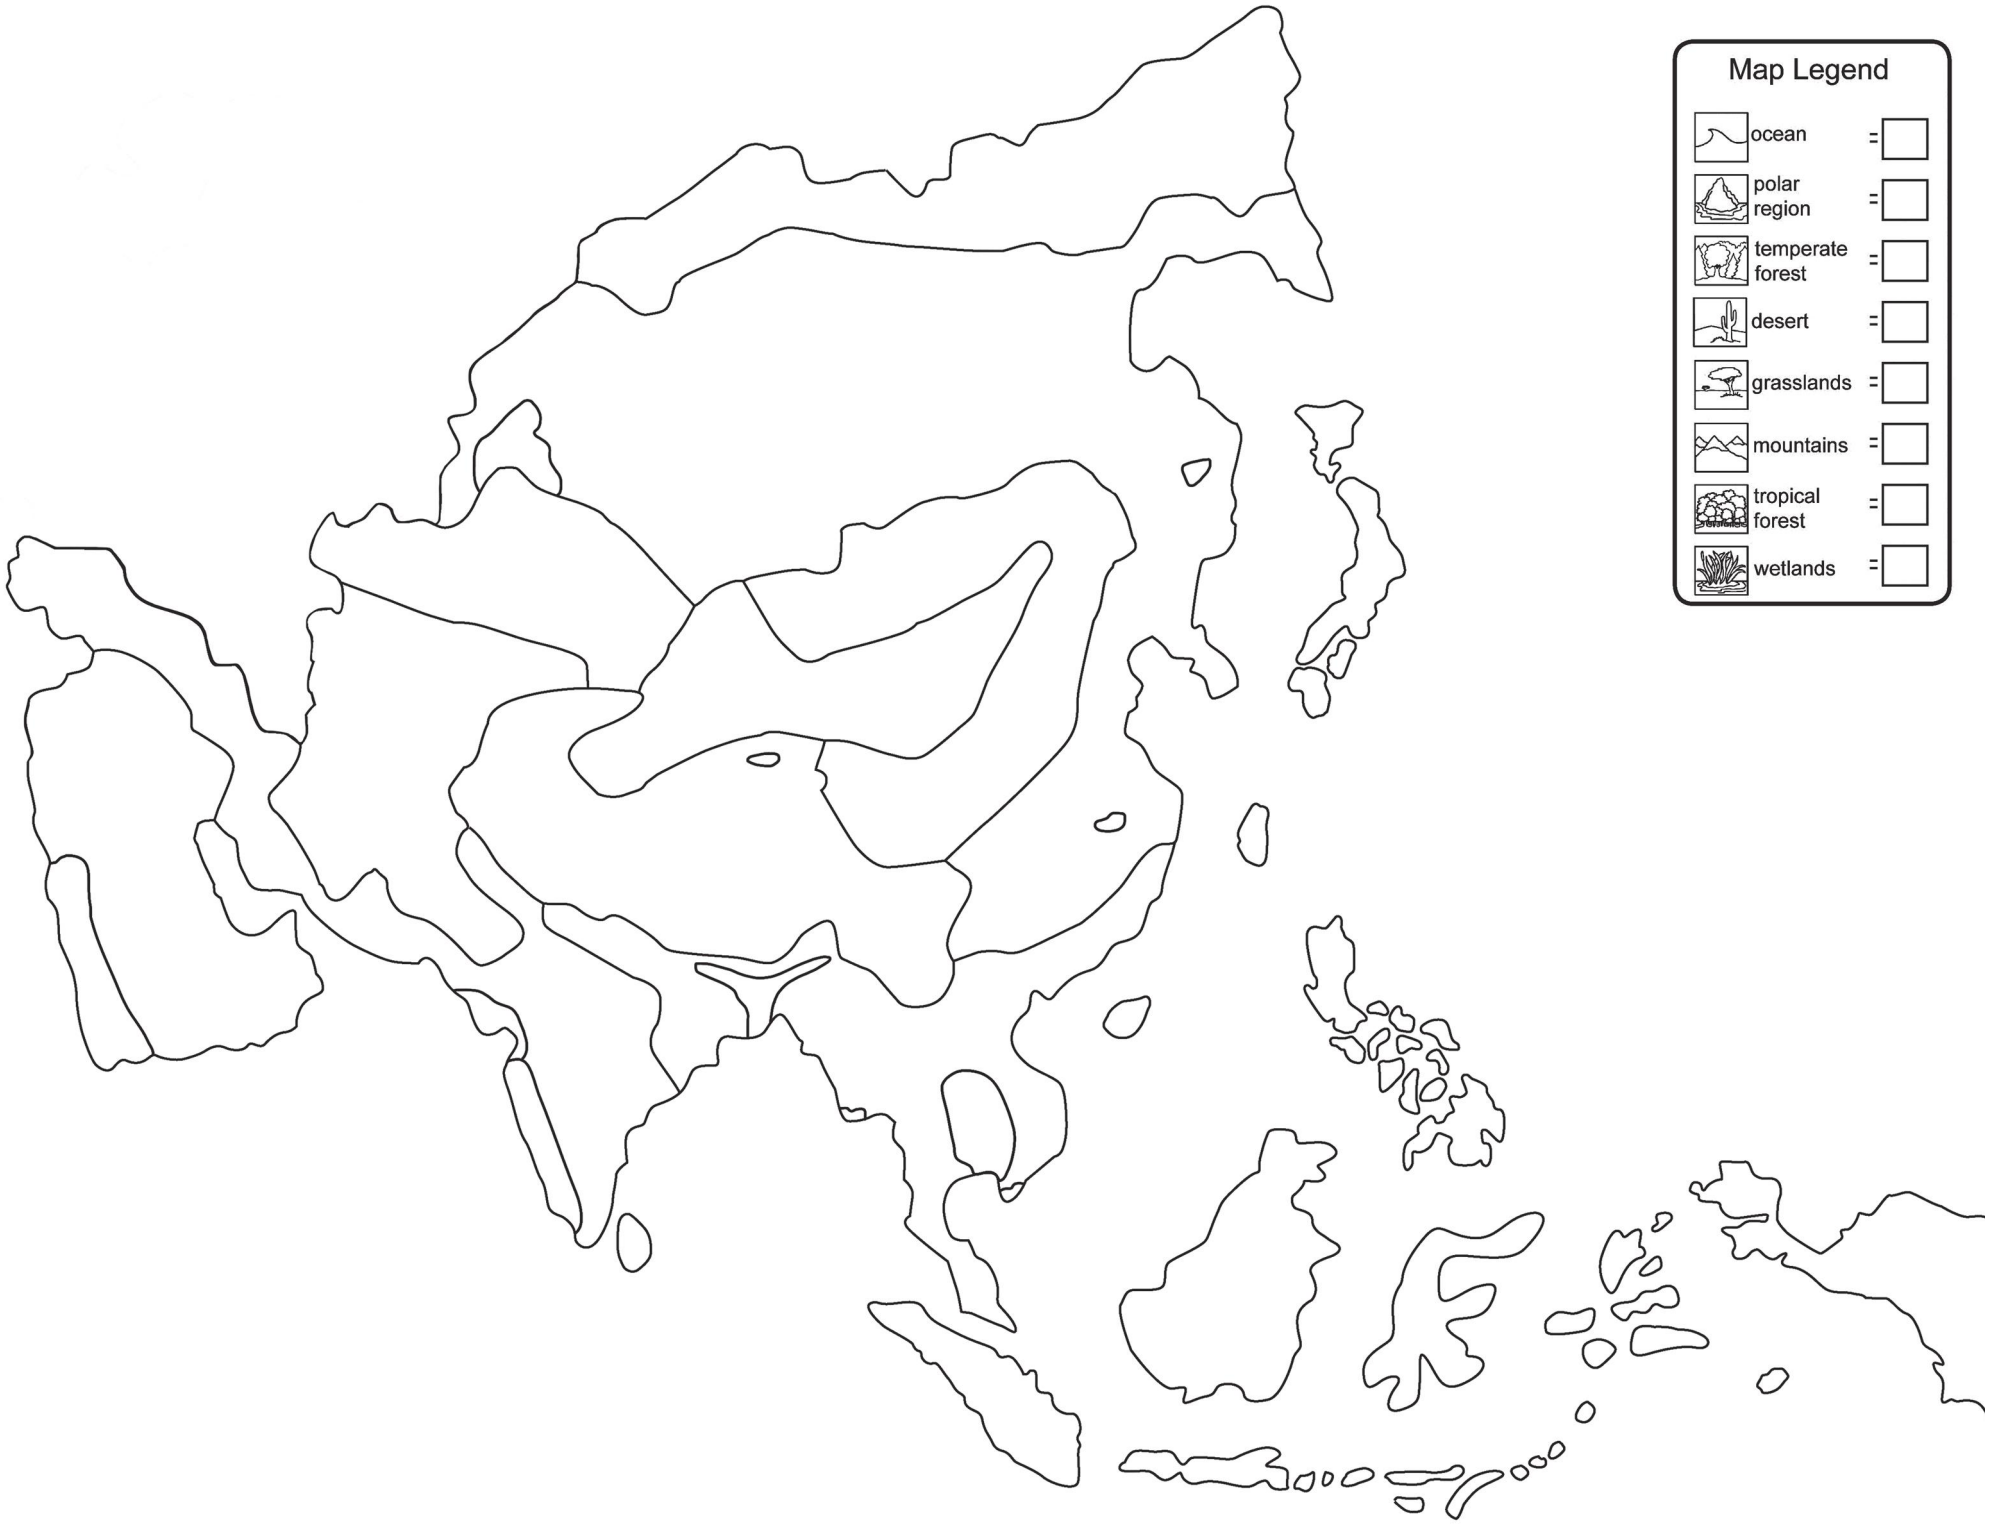 Map Legend
ocean =
polar
region =
temperate
forest =
desert =
grasslands =
mountains =
tropical
forest =
wetlands =